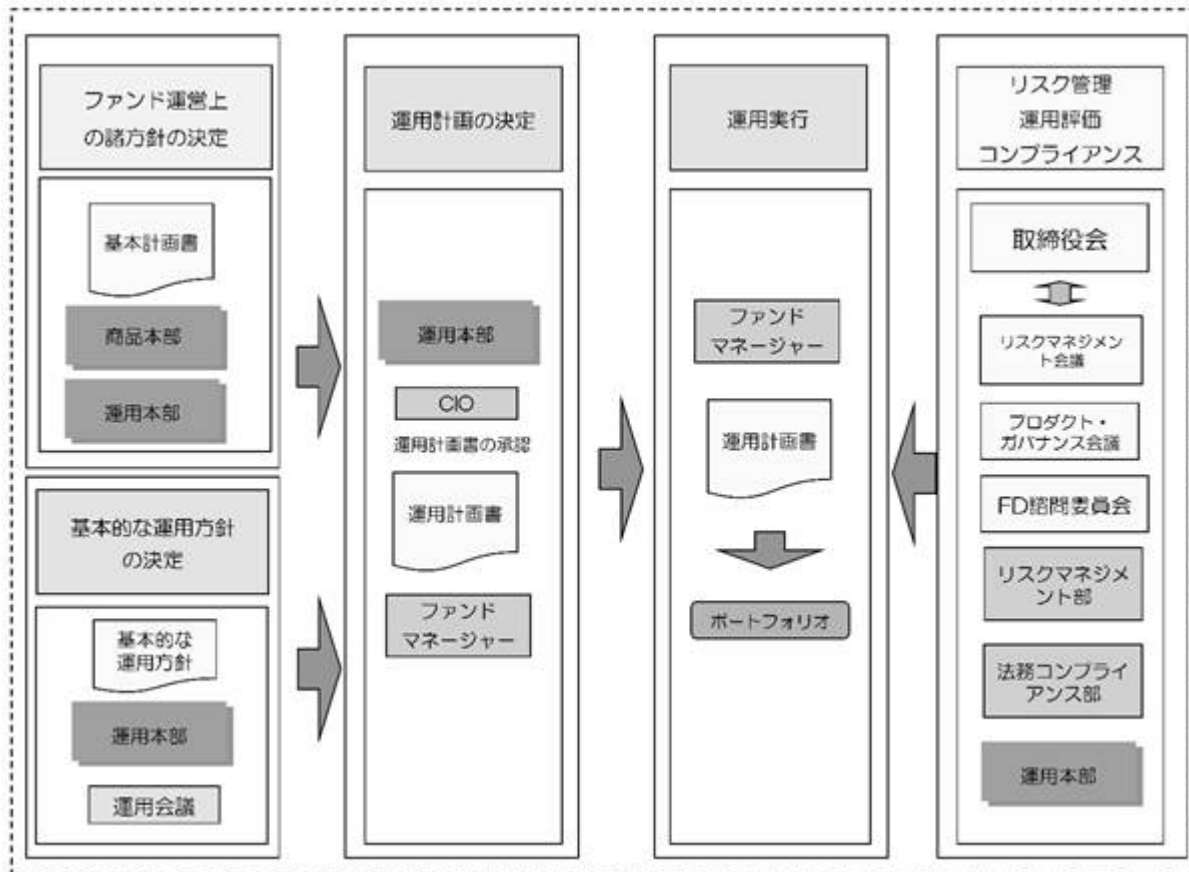 ファンド運営上
の諸方針の決定
基本計画書
商品本部
運用本部
基本的な運用方針
の決定
基本的な
運用方針
運用本部
運用会議
運用計画の決定
運用本部
CIO
運用計画書の承認
運用計画書
ファンド
マネージャー
運用実行
ファンド
マネージャー
運用計画書
ポートフォリオ
リスク管理
運用評価
コンプライアンス
取締役会
リスクマネジメン
ト会議
プロダクト・
ガバナンス会議
FD諮問委員会
リスクマネジメ
ント部
法務コンプライ
アンス部
運用本部